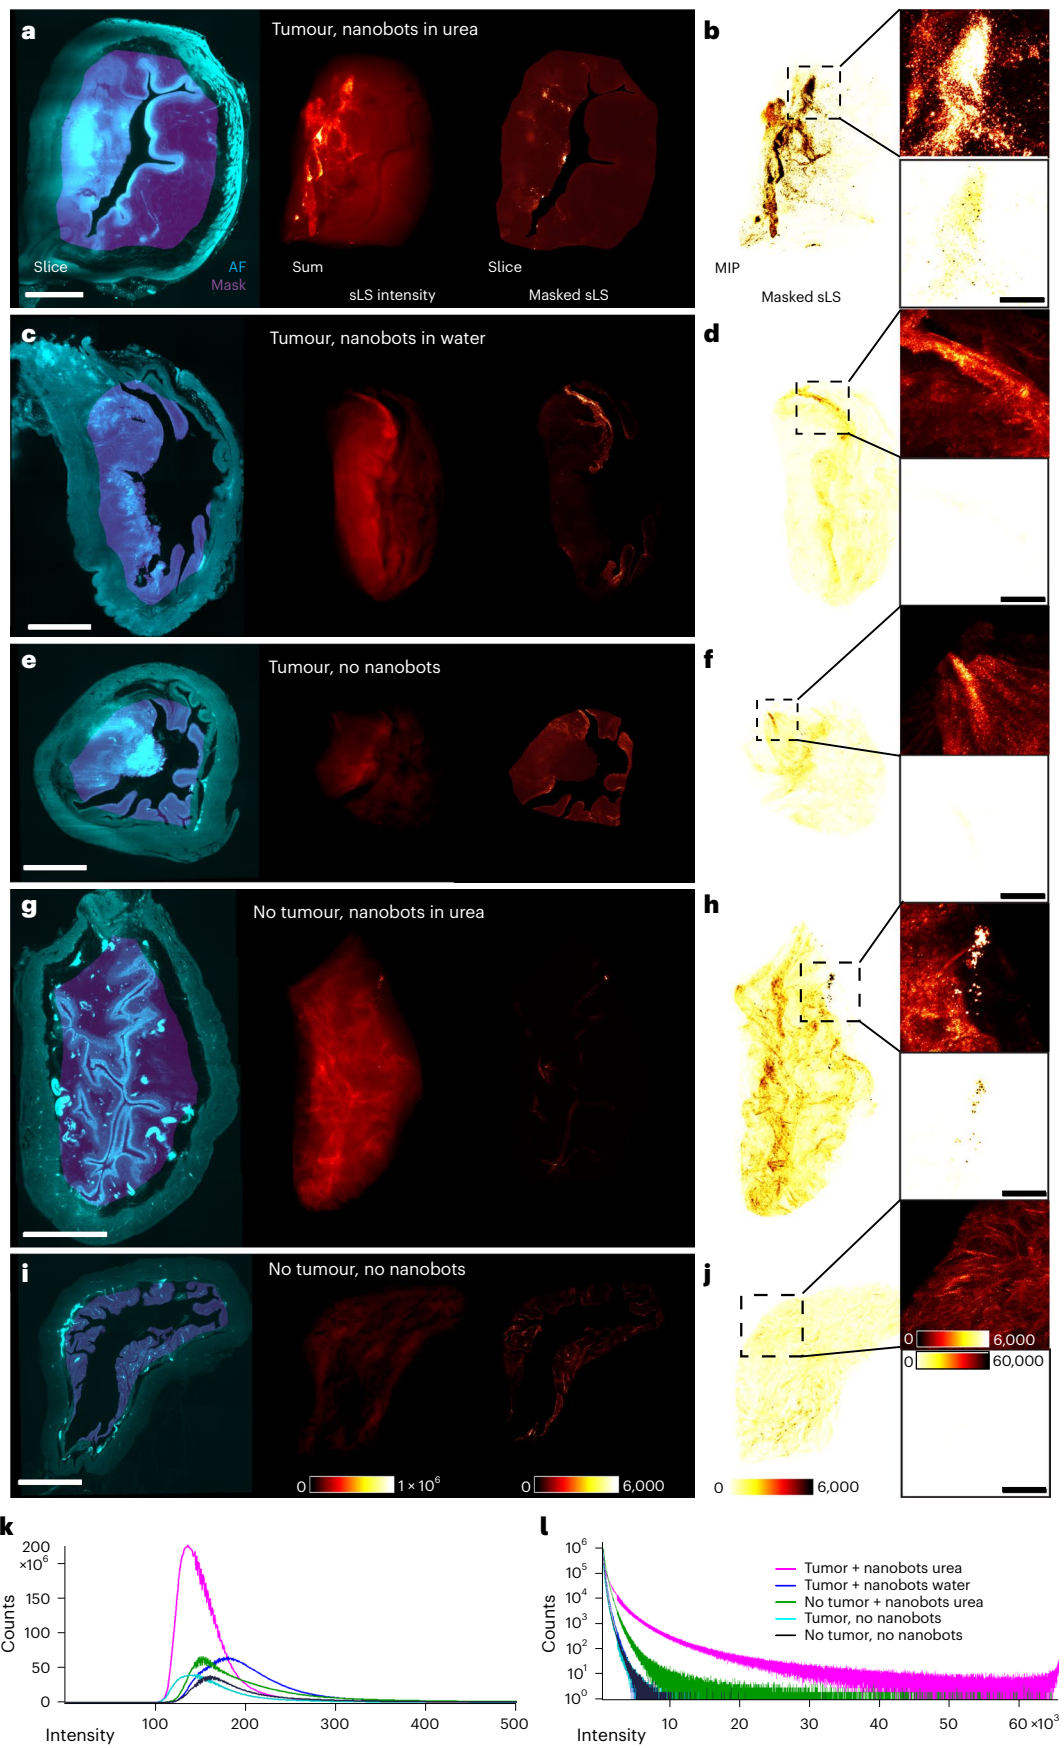 a
Tumour, nanobots in urea
Slice
AF
Mask
Sum
sLS intensity
Slice
Masked sLS
b
MIP
Masked sLS
c
Tumour, nanobots in water
d
e
Tumour, no nanobots
f
g
No tumour, nanobots in urea
h
i
No tumour, no nanobots
0 1 × 10⁶
0 6,000
j
0 6,000
0 60,000
0 6,000
k
200
×10⁶
150
100
50
0
Counts
100 200 300 400 500
Intensity
l
10⁶
10⁵
10⁴
10³
10²
10¹
10⁰
Counts
Tumor + nanobots urea
Tumor + nanobots water
No tumor + nanobots urea
Tumor, no nanobots
No tumor, no nanobots
10 20 30 40 50 60 ×10³
Intensity